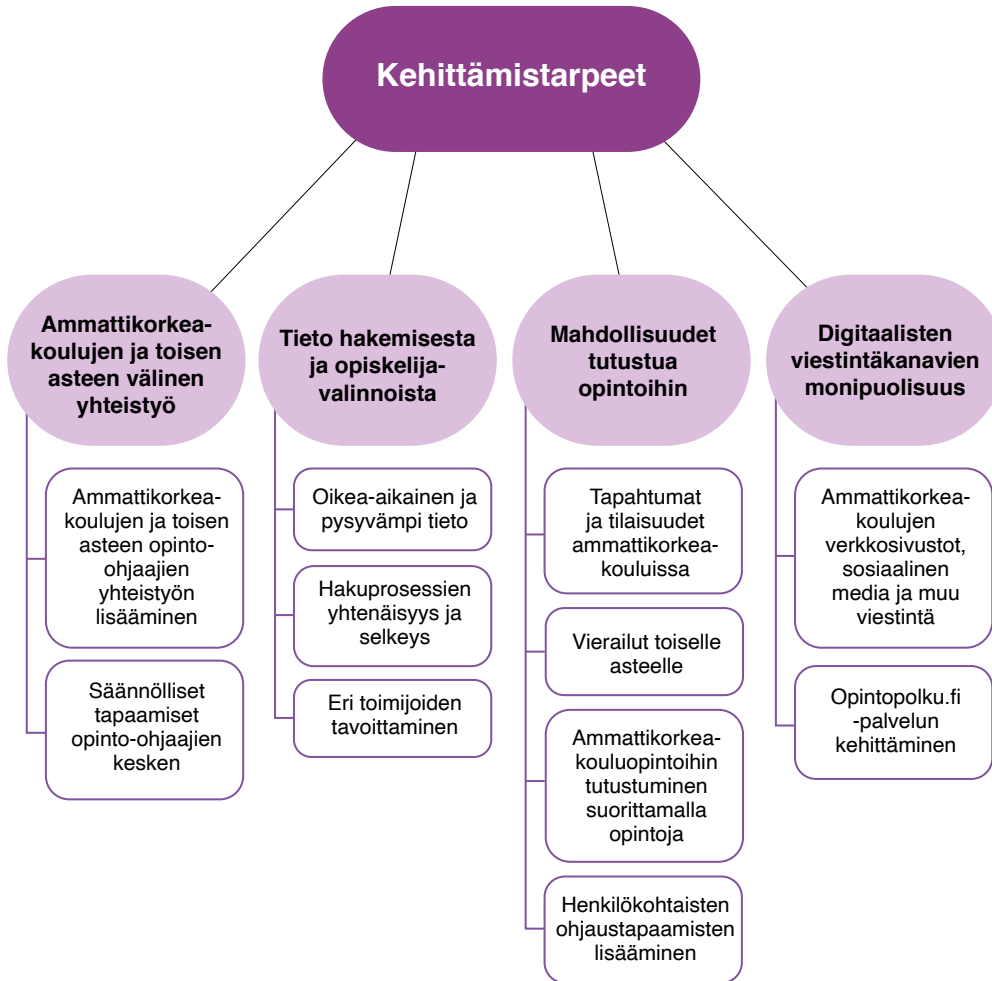 Kehittämistarpeet
Ammattikorkea-
koulujen ja toisen
asteen välinen
yhteistyö
Ammattikorkea-
koulujen ja toisen
asteen opinto-
ohjaajien
yhteistyön
lisääminen
Säännölliset
tapaamiset
opinto-ohjaajien
kesken
Tieto hakemisesta
ja opiskelija-
valinnoista
Oikea-aikainen ja
pysyvämpi tieto
Hakuprosessien
yhtenäisyys ja
selkeys
Eri toimijoiden
tavoittaminen
Mahdollisuudet
tutustua
opintoihin
Tapahtumat
ja tilaisuudet
ammattikorkea-
kouluissa
Vierailut toiselle
asteelle
Ammattikorkea-
kouluopintoihin
tutustuminen
suorittamalla
opintoja
Henkilökohtaisten
ohjaustapaamisten
lisääminen
Digitaalisten
viestintäkanavien
monipuolisuus
Ammattikorkea-
koulujen
verkkosivustot,
sosiaalinen
media ja muu
viestintä
Opintopolku.fi
-palvelun
kehittäminen